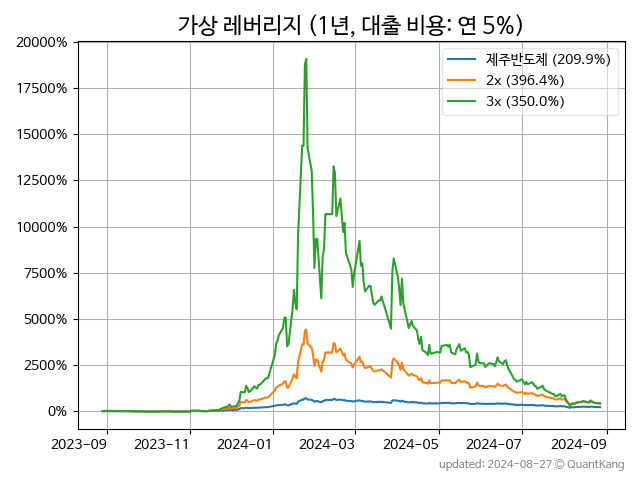 가상 레버리지 (1년, 대출 비용: 연 5%)
20000%
17500%
15000%
12500%
10000%
7500%
5000%
2500%
0%
제주반도체 (209.9%)
2x (396.4%)
3x (350.0%)
2023-09 2023-11 2024-01 2024-03 2024-05 2024-07 2024-09
updated: 2024-08-27 © QuantKang